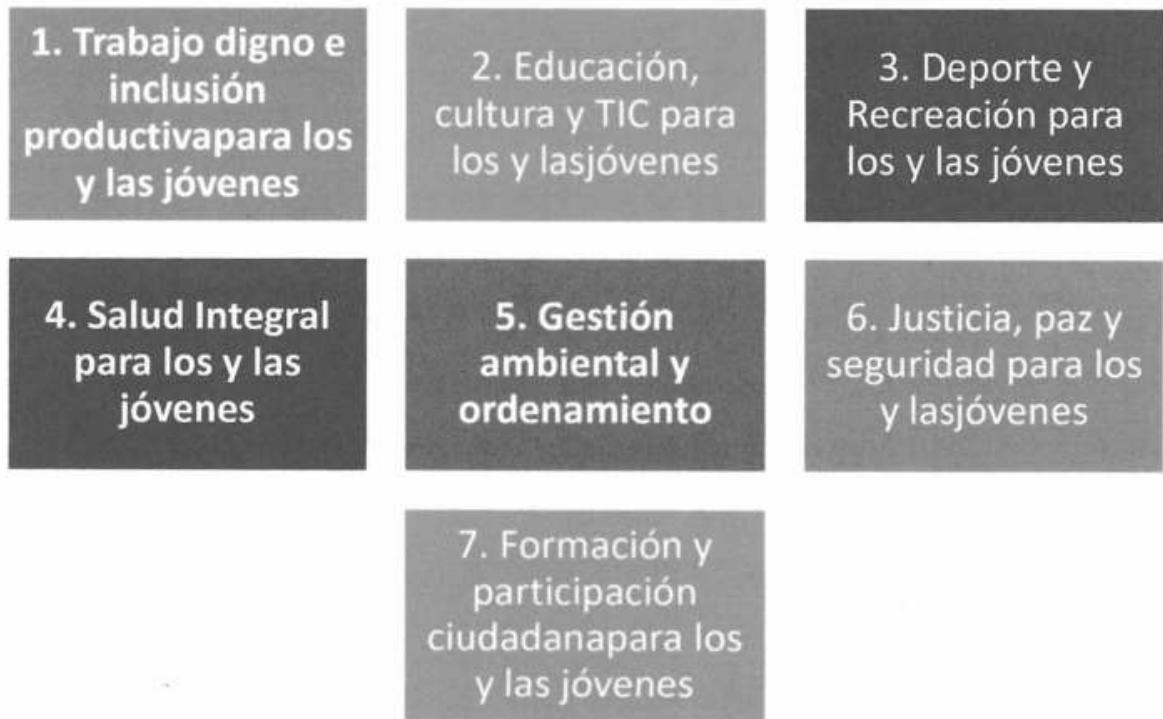 1. Trabajo digno e
inclusión
productivapara los
y las jóvenes
2. Educación,
cultura y TIC para
los y lasjóvenes
3. Deporte y
Recreación para
los y las jóvenes
4. Salud Integral
para los y las
jóvenes
5. Gestión
ambiental y
ordenamiento
6. Justicia, paz y
seguridad para los
y lasjóvenes
7. Formación y
participación
ciudadanapara los
y las jóvenes